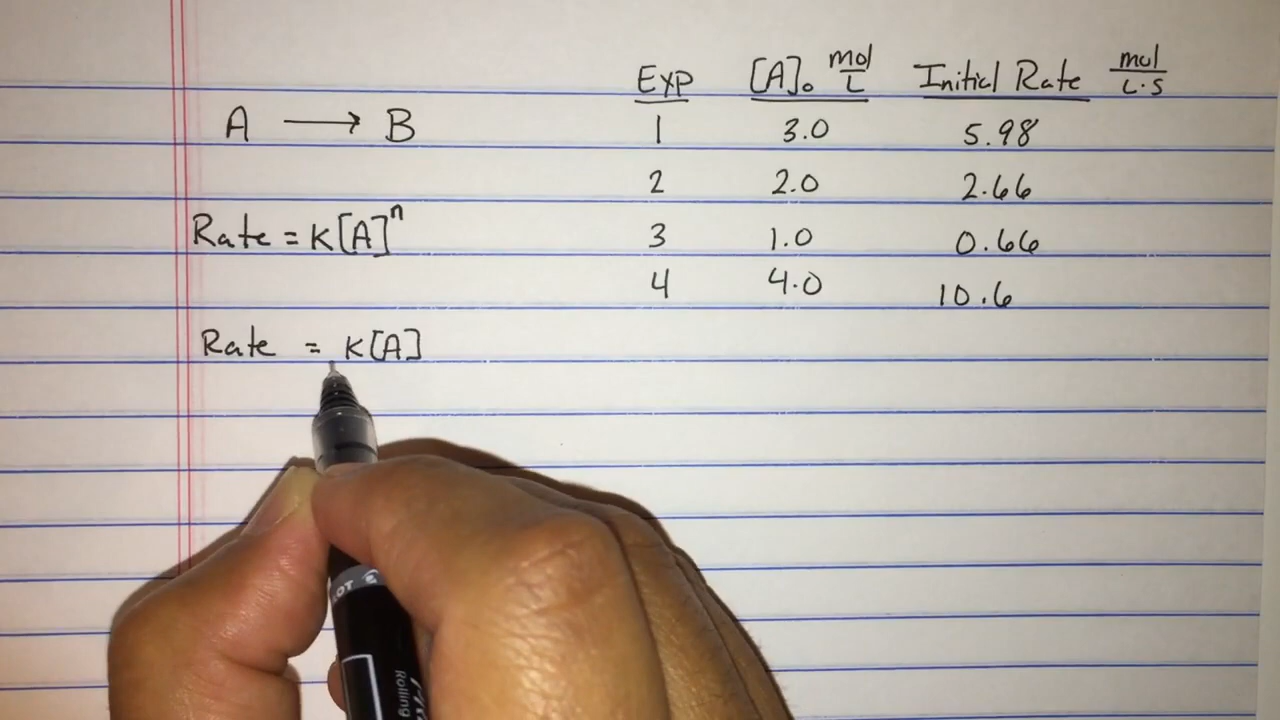 Exp [A]₀ mol/L Initial Rate mol/L·s
A ⟶ B 1 3.0 5.98
2 2.0 2.66
Rate = K[A]ⁿ 3 1.0 0.66
4 4.0 10.6
Rate = K[A]
Rolling